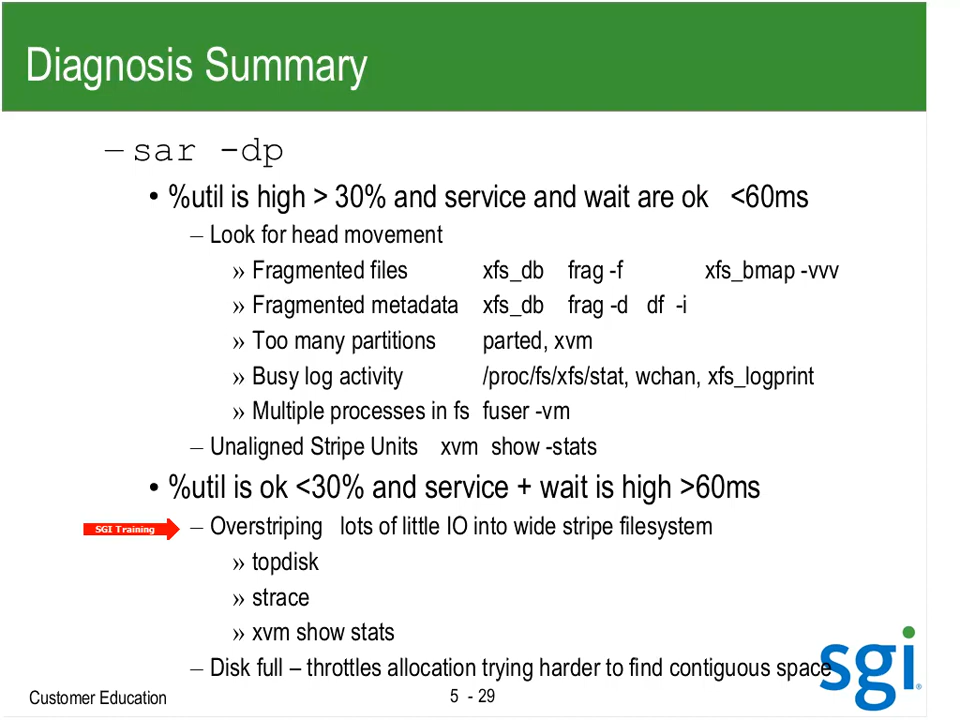 Diagnosis Summary
– sar -dp
• %util is high > 30% and service and wait are ok <60ms
– Look for head movement
» Fragmented files xfs_db frag -f xfs_bmap -vvv
» Fragmented metadata xfs_db frag -d df -i
» Too many partitions parted, xvm
» Busy log activity /proc/fs/xfs/stat, wchan, xfs_logprint
» Multiple processes in fs fuser -vm
– Unaligned Stripe Units xvm show -stats
• %util is ok <30% and service + wait is high >60ms
SGI Training
– Overstriping lots of little IO into wide stripe filesystem
» topdisk
» strace
» xvm show stats
– Disk full – throttles allocation trying harder to find contiguous space
sgi®
Customer Education
5 - 29